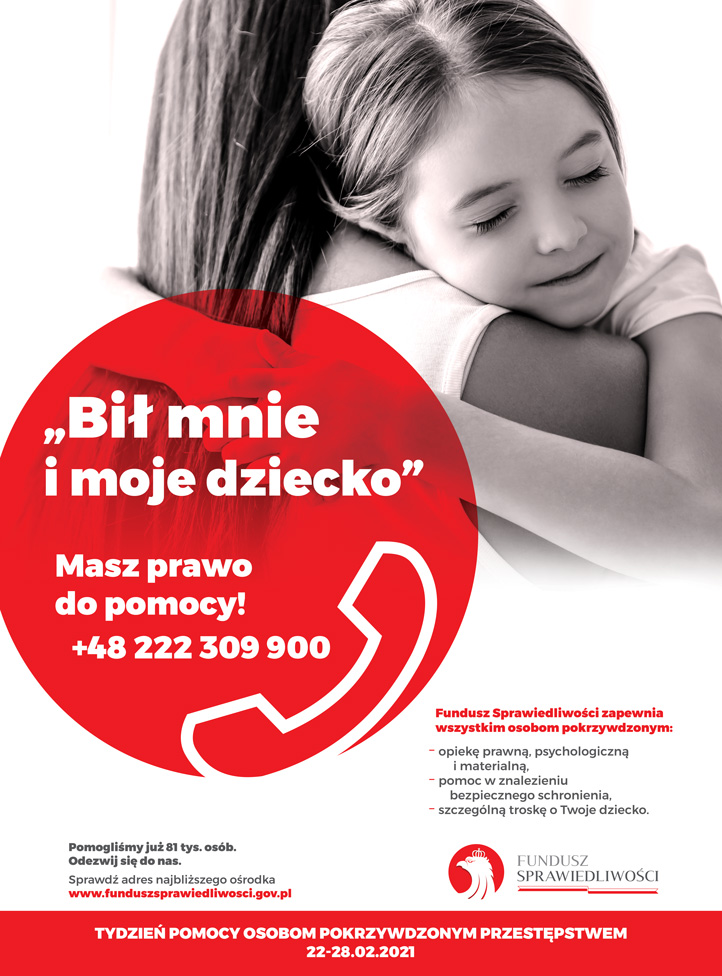 „Bił mnie
i moje dziecko”
Masz prawo
do pomocy!
+48 222 309 900
Fundusz Sprawiedliwości zapewnia
wszystkim osobom pokrzywdzonym:
– opiekę prawną, psychologiczną
i materialną,
– pomoc w znalezieniu
bezpiecznego schronienia,
– szczególną troskę o Twoje dziecko.
Pomogliśmy już 81 tys. osób.
Odezwij się do nas.
Sprawdź adres najbliższego ośrodka
www.funduszsprawiedliwosci.gov.pl
FUNDUSZ
SPRAWIEDLIWOŚCI
TYDZIEŃ POMOCY OSOBOM POKRZYWDZONYM PRZESTĘPSTWEM
22-28.02.2021